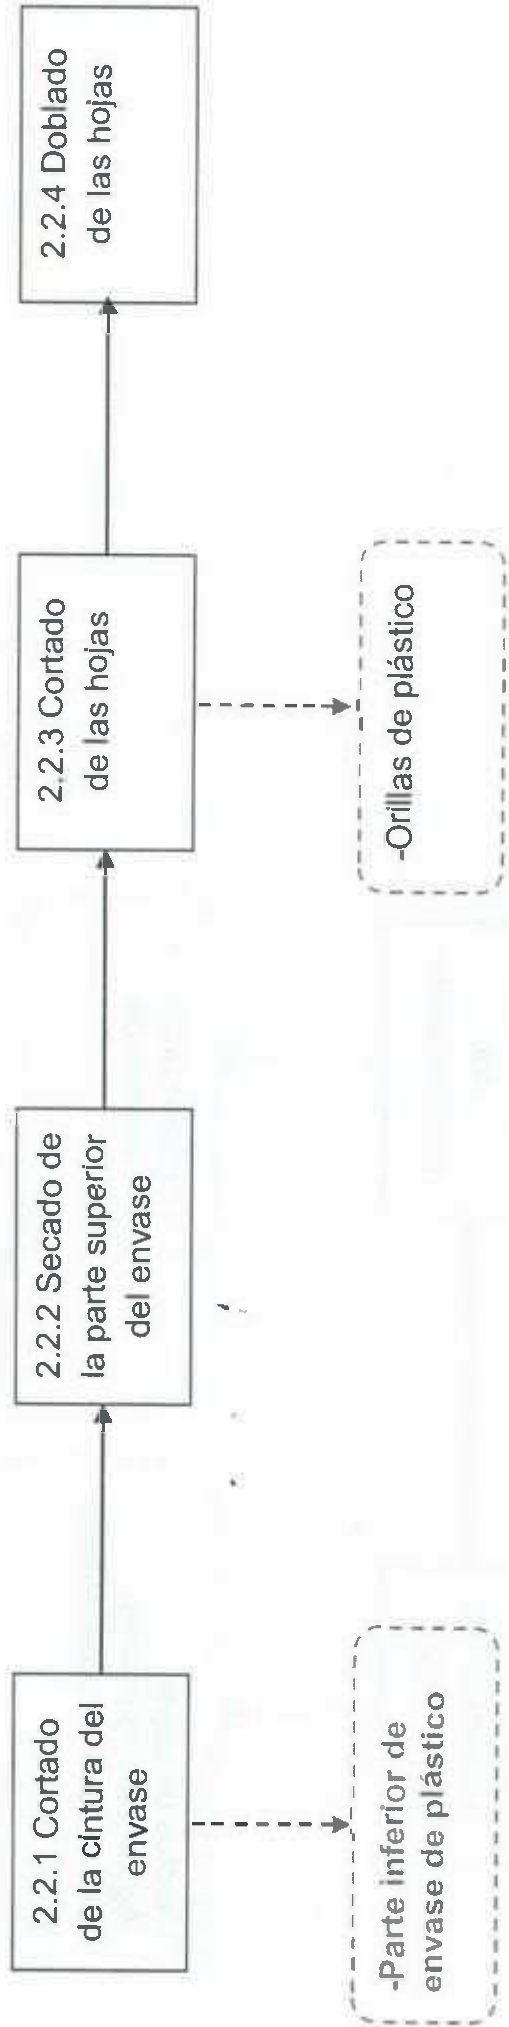 2.2.1 Cortado
de la cintura del
envase
2.2.2 Secado de
la parte superior
del envase
2.2.3 Cortado
de las hojas
2.2.4 Doblado
de las hojas
-Parte inferior de
envase de plástico
-Orillas de plástico